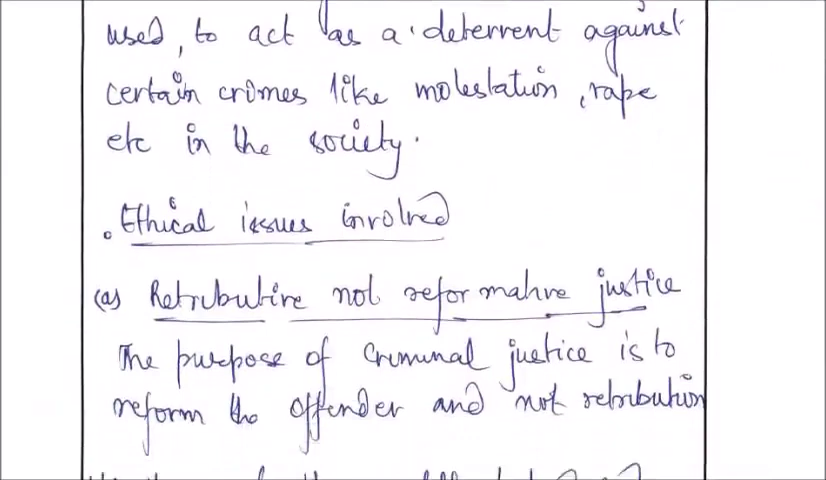 used, to act as a deterrent against
certain crimes like molestation, rape
etc in the society.
Ethical issues involved
(a) Retributive not reformative justice
The purpose of criminal justice is to
reform the offender and not retribution